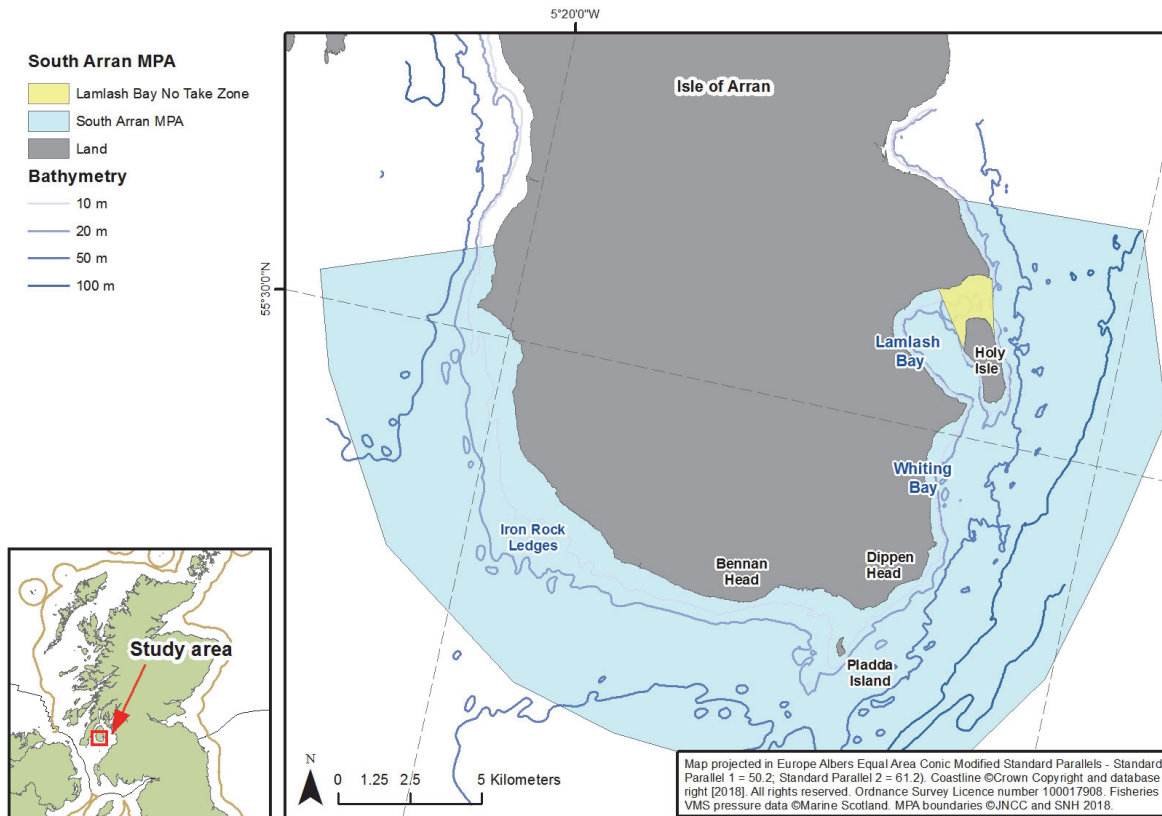 5°20'0"W
South Arran MPA
Lamlash Bay No Take Zone
South Arran MPA
Land
Bathymetry
10 m
20 m
50 m
100 m
55°30'0"N
Isle of Arran
Lamlash
Bay
Holy
Isle
Whiting
Bay
Iron Rock
Ledges
Bennan
Head
Dippen
Head
Pladda
Island
Study area
N
0 1.25 2.5 5 Kilometers
Map projected in Europe Albers Equal Area Conic Modified Standard Parallels - Standard
Parallel 1 = 50.2; Standard Parallel 2 = 61.2). Coastline ©Crown Copyright and database
right [2018]. All rights reserved. Ordnance Survey Licence number 100017908. Fisheries
VMS pressure data ©Marine Scotland. MPA boundaries ©JNCC and SNH 2018.